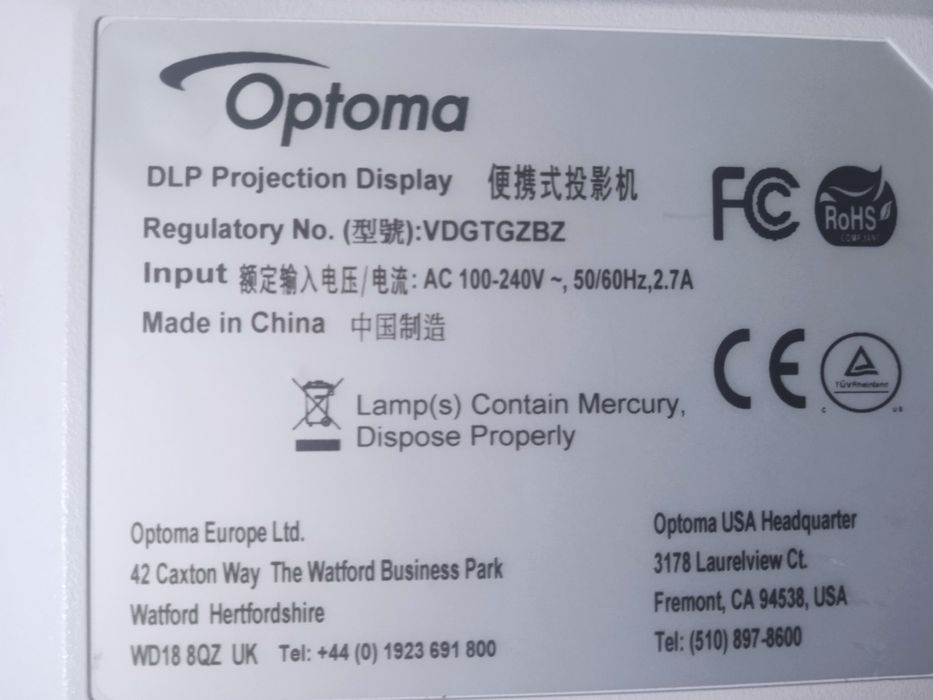 Optoma
DLP Projection Display 便携式投影机
Regulatory No. (型號):VDGTGZBZ
Input 额定输入电压/电流: AC 100-240V ~, 50/60Hz,2.7A
Made in China 中国制造
FC
RoHS
COMPLIANT
CE
TÜVRheinland
C US
Lamp(s) Contain Mercury,
Dispose Properly
Optoma Europe Ltd.
42 Caxton Way The Watford Business Park
Watford Hertfordshire
WD18 8QZ UK Tel: +44 (0) 1923 691 800
Optoma USA Headquarter
3178 Laurelview Ct.
Fremont, CA 94538, USA
Tel: (510) 897-8600